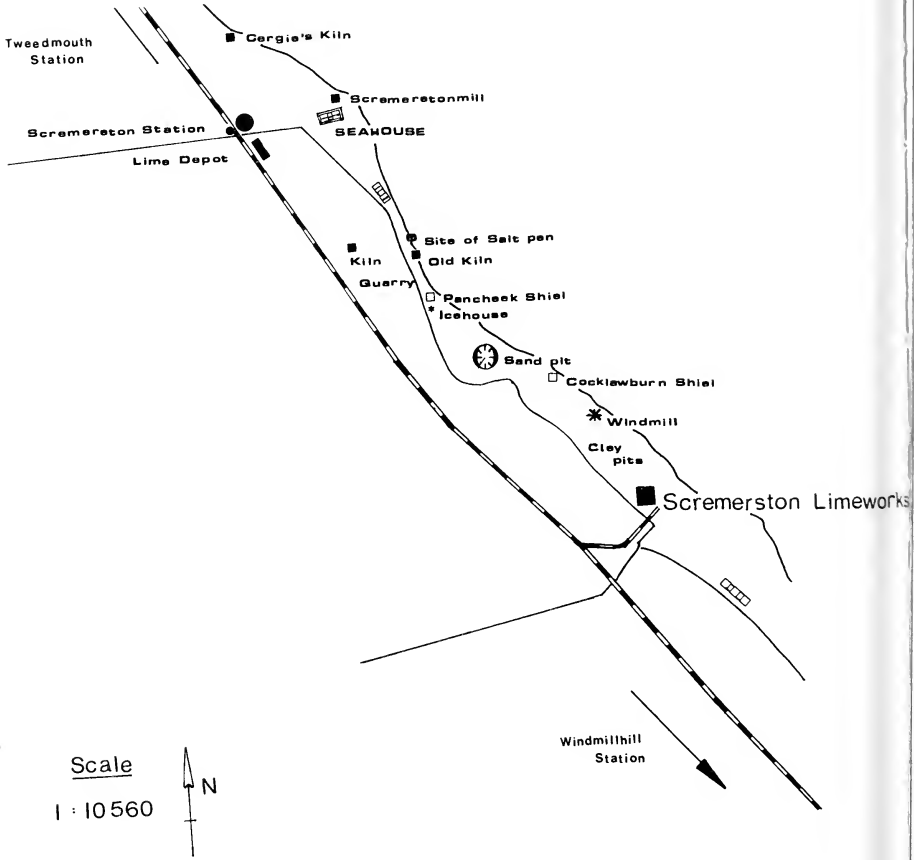 Cargie's Kiln
Tweedmouth
Station
Scremerstonmill
Scremerston Station
SEAHOUSE
Lime Depot
Site of Salt pan
Kiln
Old Kiln
Quarry
Pancheek Shiel
Icehouse
Sand pit
Cocklawburn Shiel
Windmill
Clay
pits
Scremerston Limeworks
Windmillhill
Station
Scale
1 : 10560
N